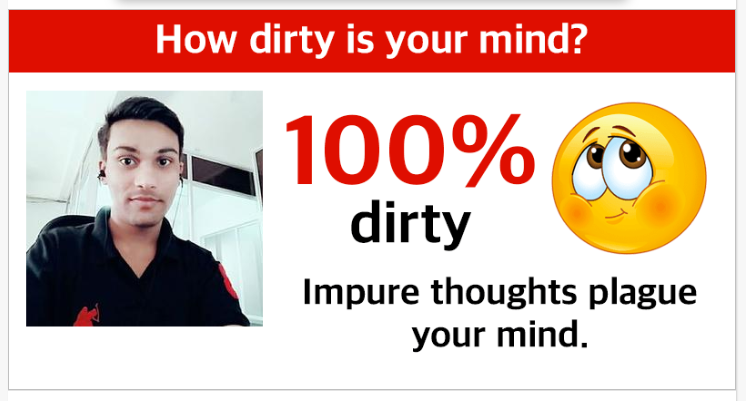 How dirty is your mind?
100%
dirty
Impure thoughts plague
your mind.